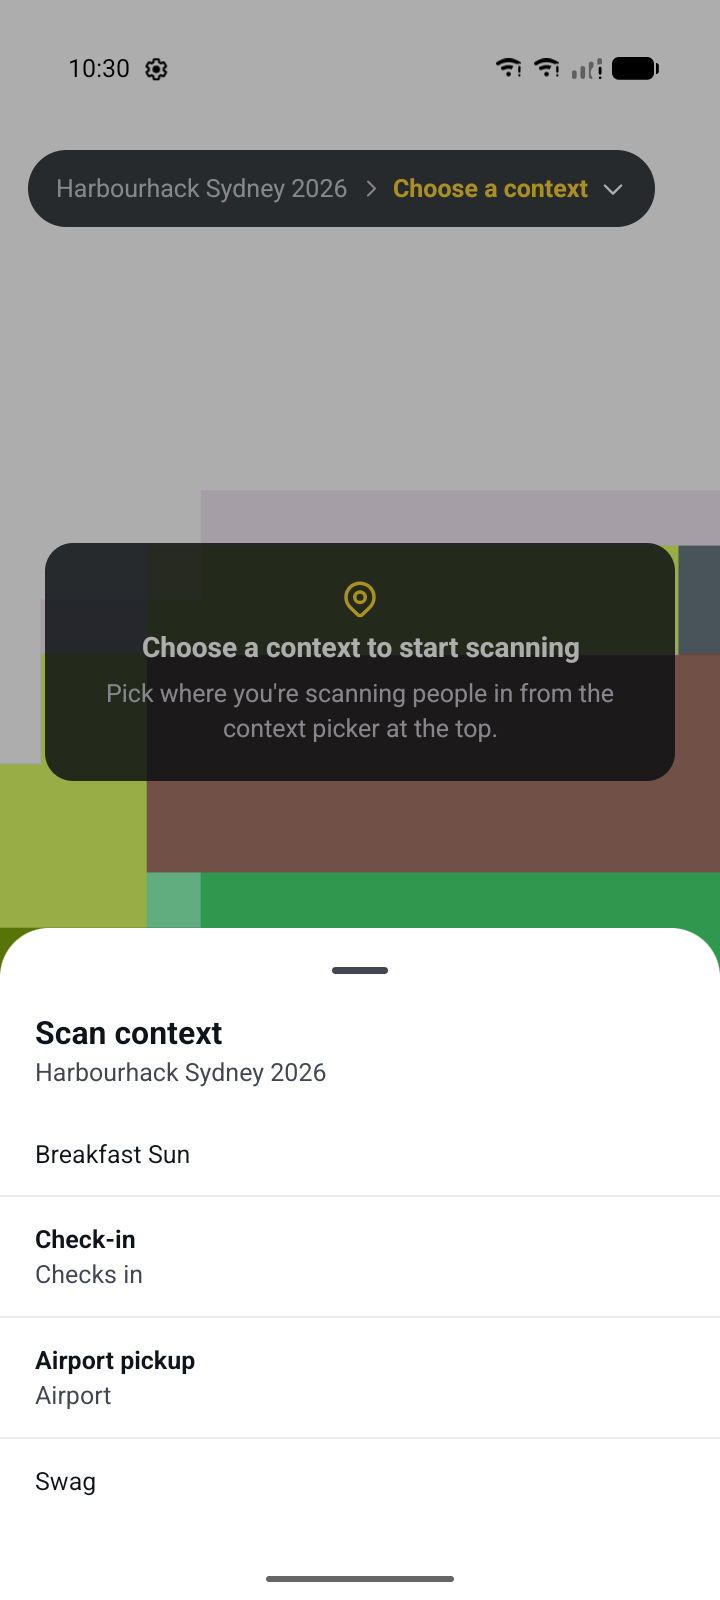 10:30
Harbourhack Sydney 2026 > Choose a context
Choose a context to start scanning
Pick where you're scanning people in from the
context picker at the top.
Scan context
Harbourhack Sydney 2026
Breakfast Sun
Check-in
Checks in
Airport pickup
Airport
Swag